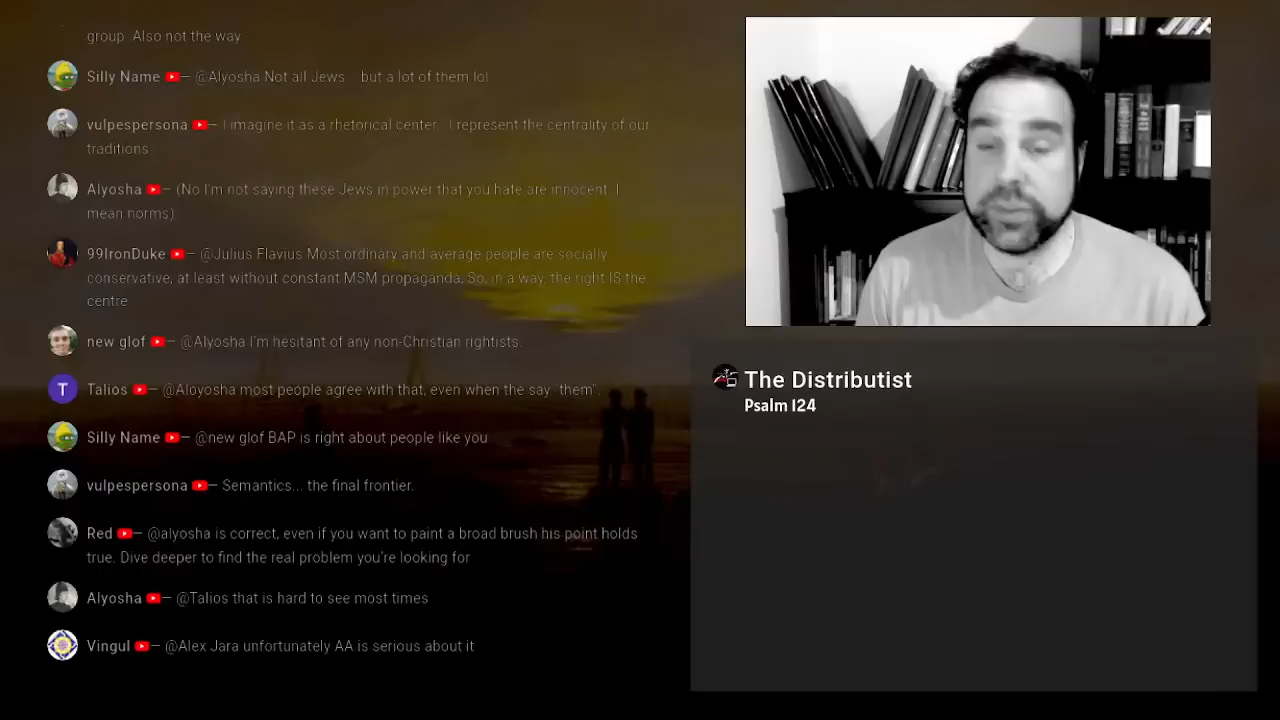 group Also not the way
Silly Name – @Alyosha Not all Jews but a lot of them lol
vulpespersona – I imagine it as a rhetorical center. I represent the centrality of our
traditions
Alyosha – (No I'm not saying these Jews in power that you hate are innocent. I
mean norms)
99IronDuke – @Julius Flavius Most ordinary and average people are socially
conservative, at least without constant MSM propaganda, So, in a way, the right IS the
centre
new glof – @Alyosha I'm hesitant of any non-Christian rightists.
T Talios – @Aloyosha most people agree with that, even when the say "them".
Silly Name – @new glof BAP is right about people like you
vulpespersona – Semantics... the final frontier.
Red – @alyosha is correct, even if you want to paint a broad brush his point holds
true. Dive deeper to find the real problem you're looking for
Alyosha – @Talios that is hard to see most times
Vingul – @Alex Jara unfortunately AA is serious about it
The Distributist
Psalm 124